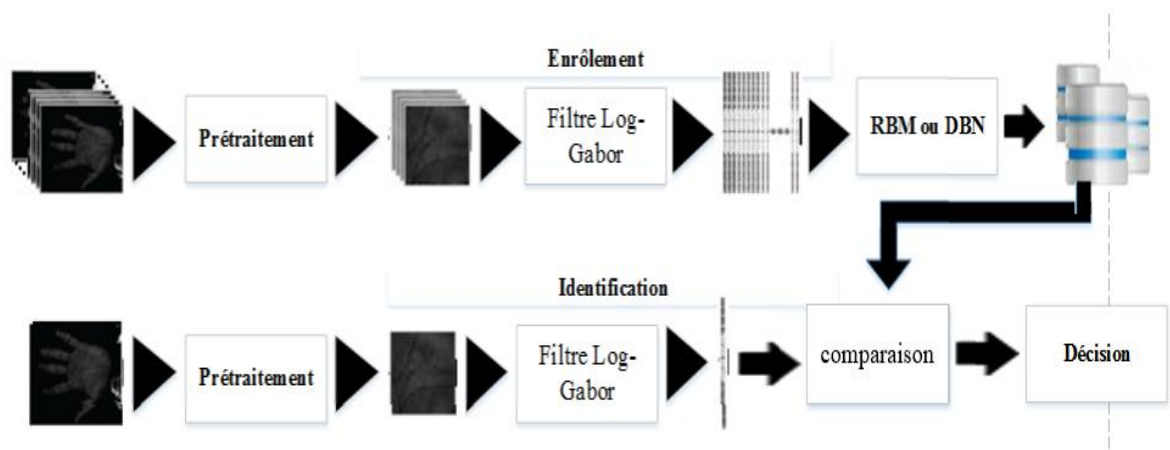 Enrôlement
Prétraitement
Filtre Log-
Gabor
RBM ou DBN
Identification
Prétraitement
Filtre Log-
Gabor
comparaison
Décision